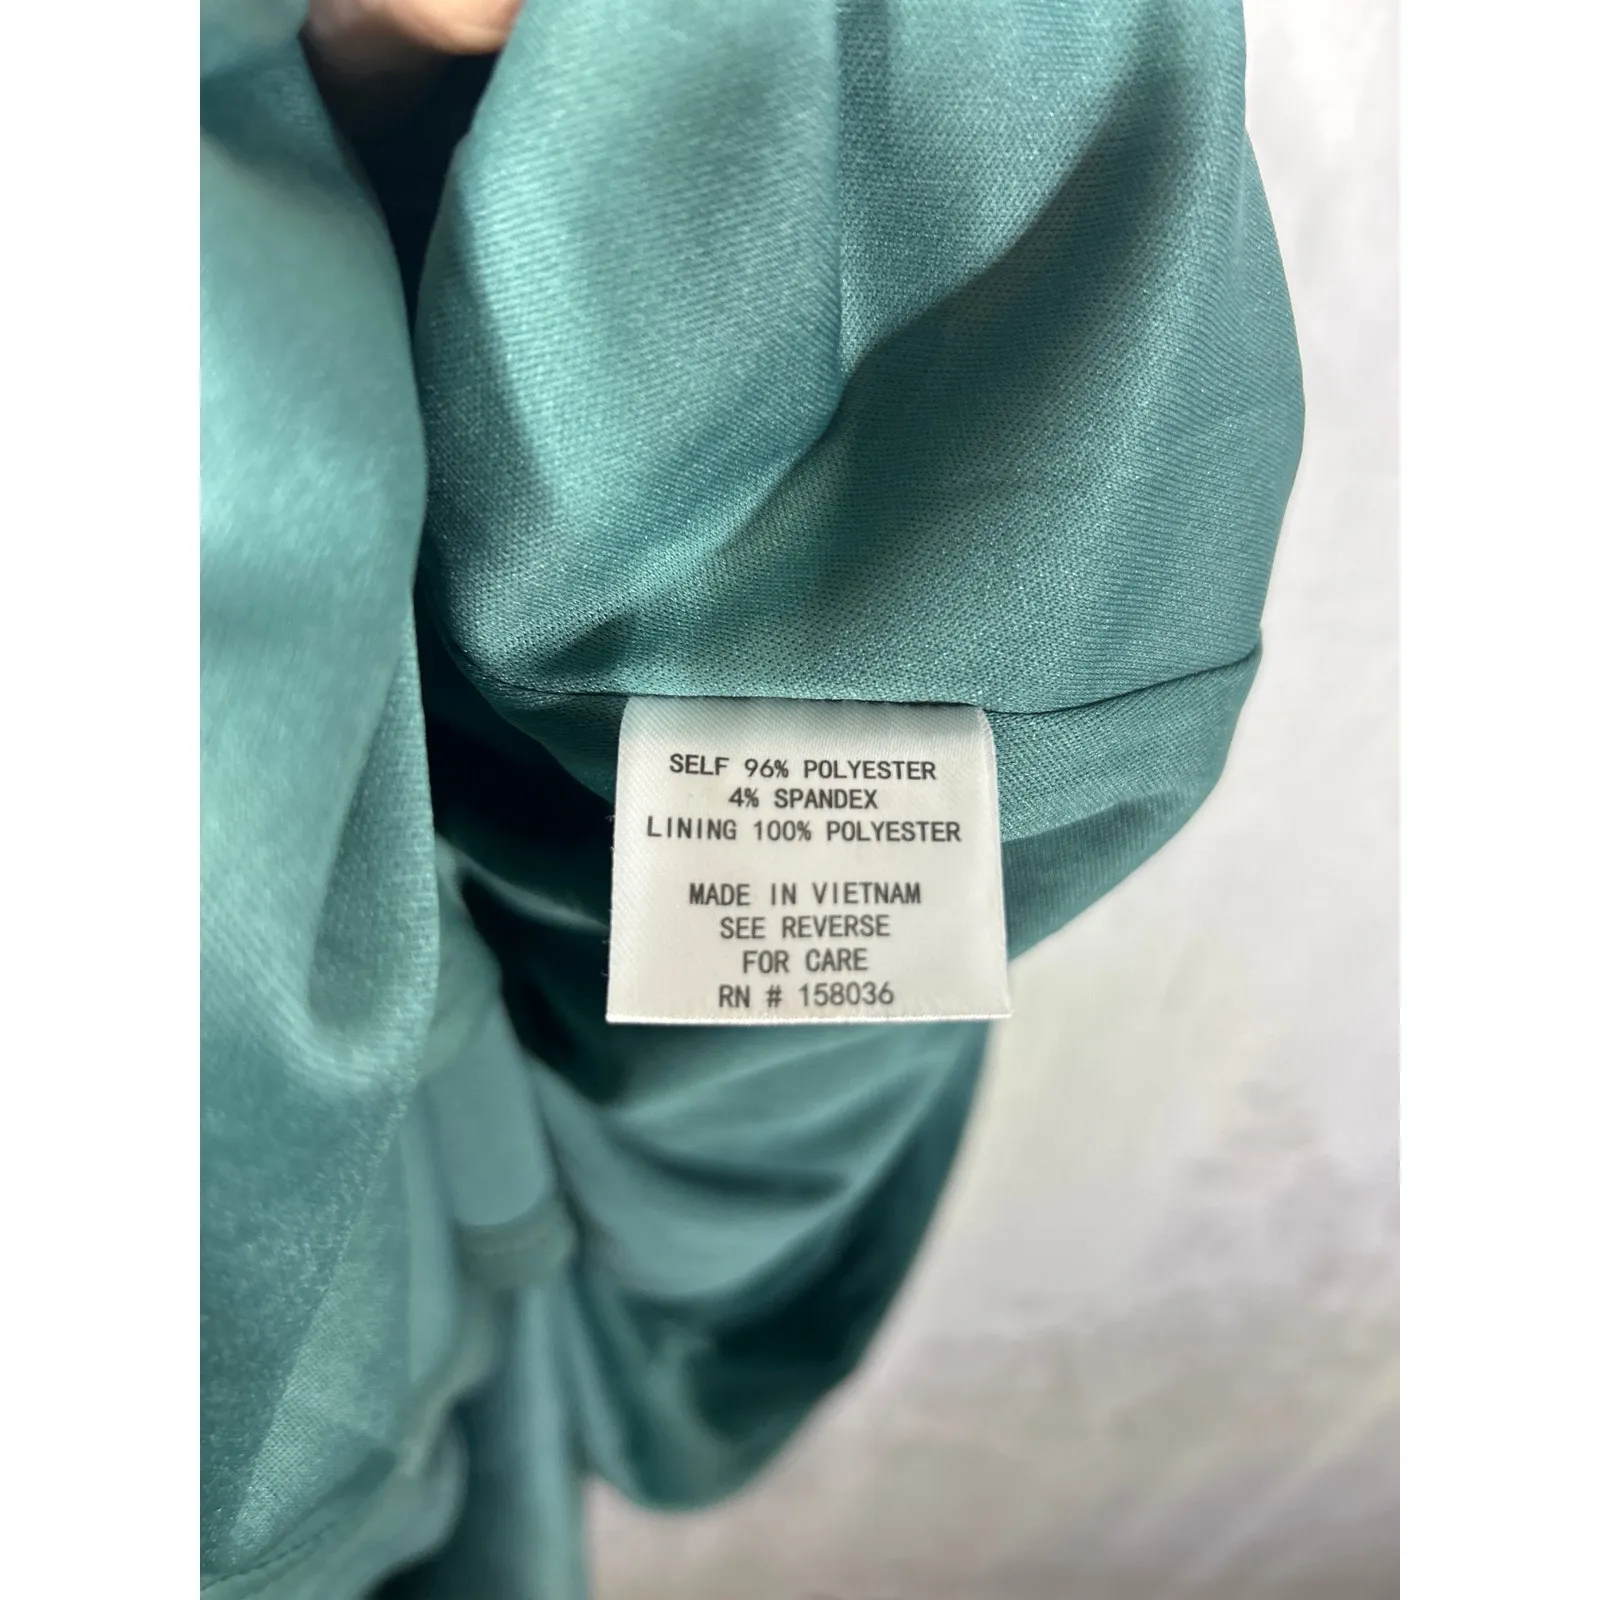 SELF 96% POLYESTER
4% SPANDEX
LINING 100% POLYESTER
MADE IN VIETNAM
SEE REVERSE
FOR CARE
RN # 158036